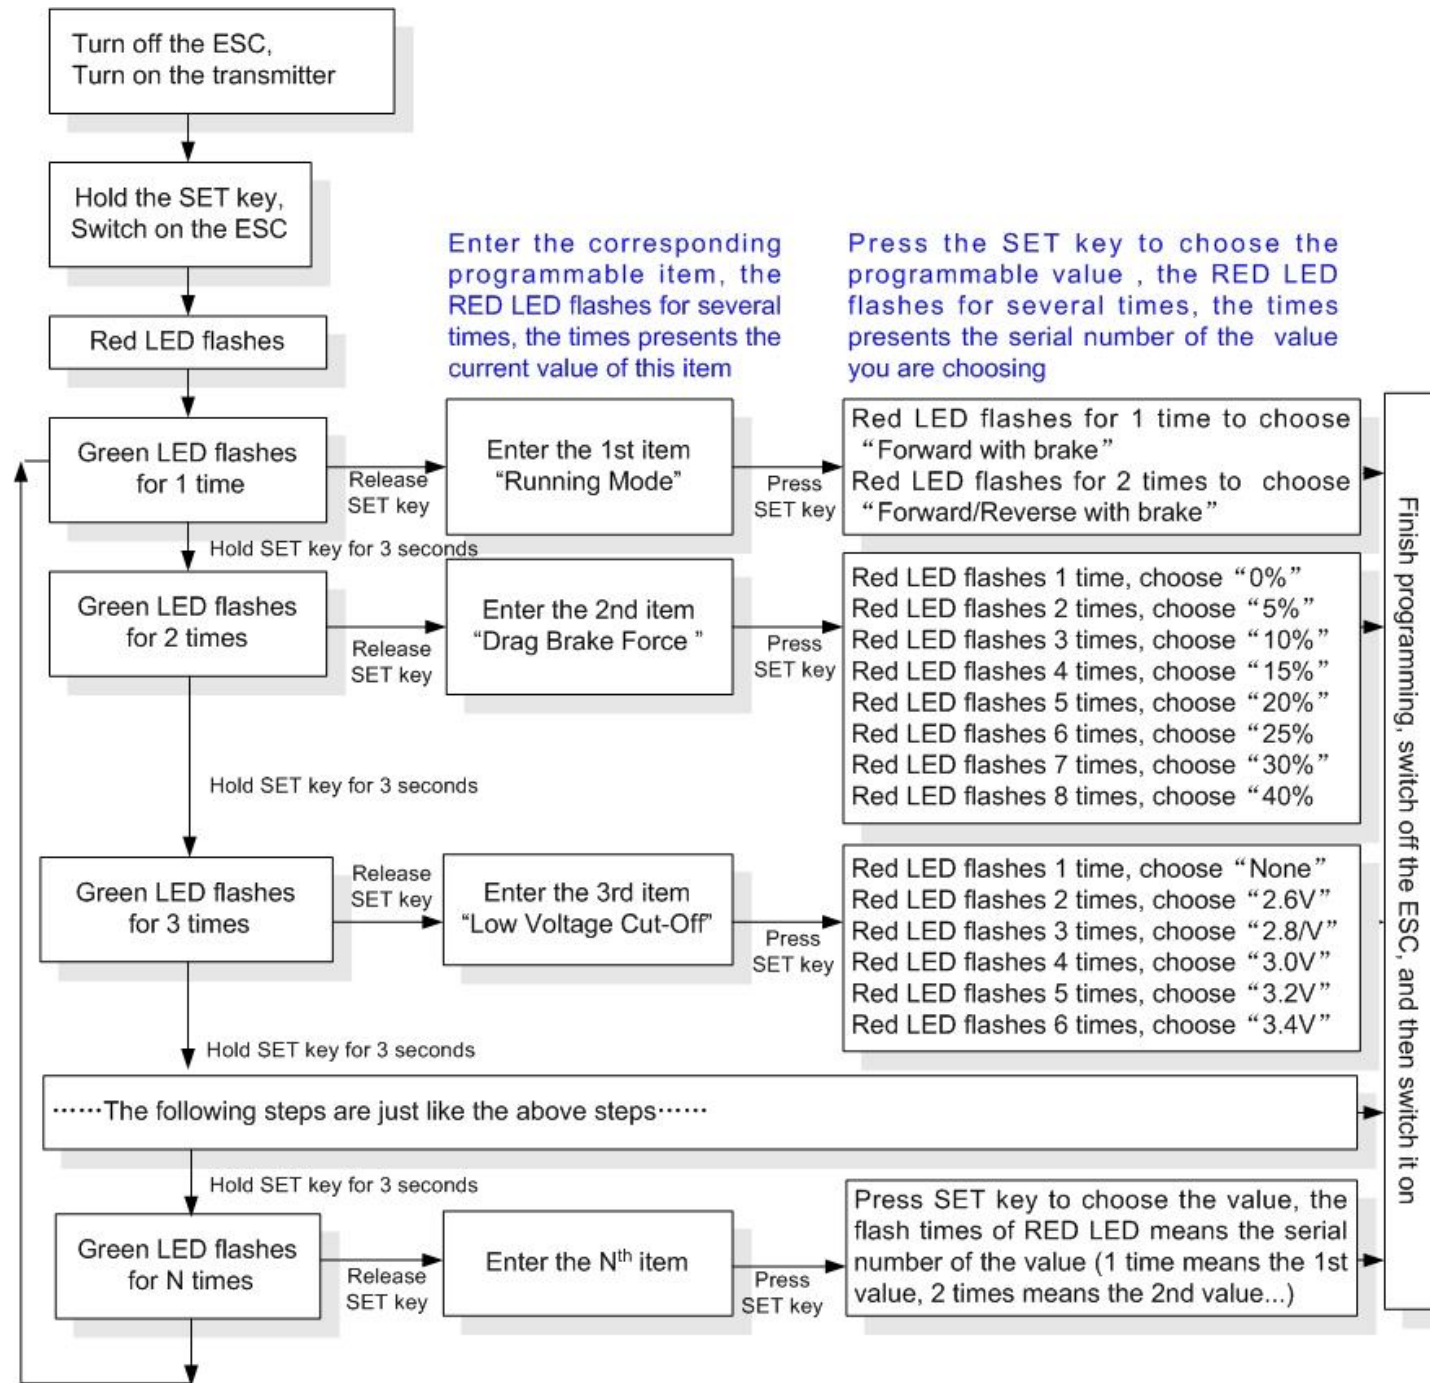 Turn off the ESC,
Turn on the transmitter
Hold the SET key,
Switch on the ESC
Red LED flashes
Enter the corresponding
programmable item, the
RED LED flashes for several
times, the times presents the
current value of this item
Press the SET key to choose the
programmable value , the RED LED
flashes for several times, the times
presents the serial number of the value
you are choosing
Green LED flashes
for 1 time
Release
SET key
Enter the 1st item
“Running Mode”
Press
SET key
Red LED flashes for 1 time to choose
“Forward with brake”
Red LED flashes for 2 times to choose
“Forward/Reverse with brake”
Hold SET key for 3 seconds
Green LED flashes
for 2 times
Release
SET key
Enter the 2nd item
“Drag Brake Force ”
Press
SET key
Red LED flashes 1 time, choose “0%”
Red LED flashes 2 times, choose “5%”
Red LED flashes 3 times, choose “10%”
Red LED flashes 4 times, choose “15%”
Red LED flashes 5 times, choose “20%”
Red LED flashes 6 times, choose “25%
Red LED flashes 7 times, choose “30%”
Red LED flashes 8 times, choose “40%
Hold SET key for 3 seconds
Green LED flashes
for 3 times
Release
SET key
Enter the 3rd item
“Low Voltage Cut-Off”
Press
SET key
Red LED flashes 1 time, choose “None”
Red LED flashes 2 times, choose “2.6V”
Red LED flashes 3 times, choose “2.8/V”
Red LED flashes 4 times, choose “3.0V”
Red LED flashes 5 times, choose “3.2V”
Red LED flashes 6 times, choose “3.4V”
Hold SET key for 3 seconds
······The following steps are just like the above steps······
Hold SET key for 3 seconds
Green LED flashes
for N times
Release
SET key
Enter the Nth item
Press
SET key
Press SET key to choose the value, the
flash times of RED LED means the serial
number of the value (1 time means the 1st
value, 2 times means the 2nd value...)
Finish programming, switch off the ESC, and then switch it on